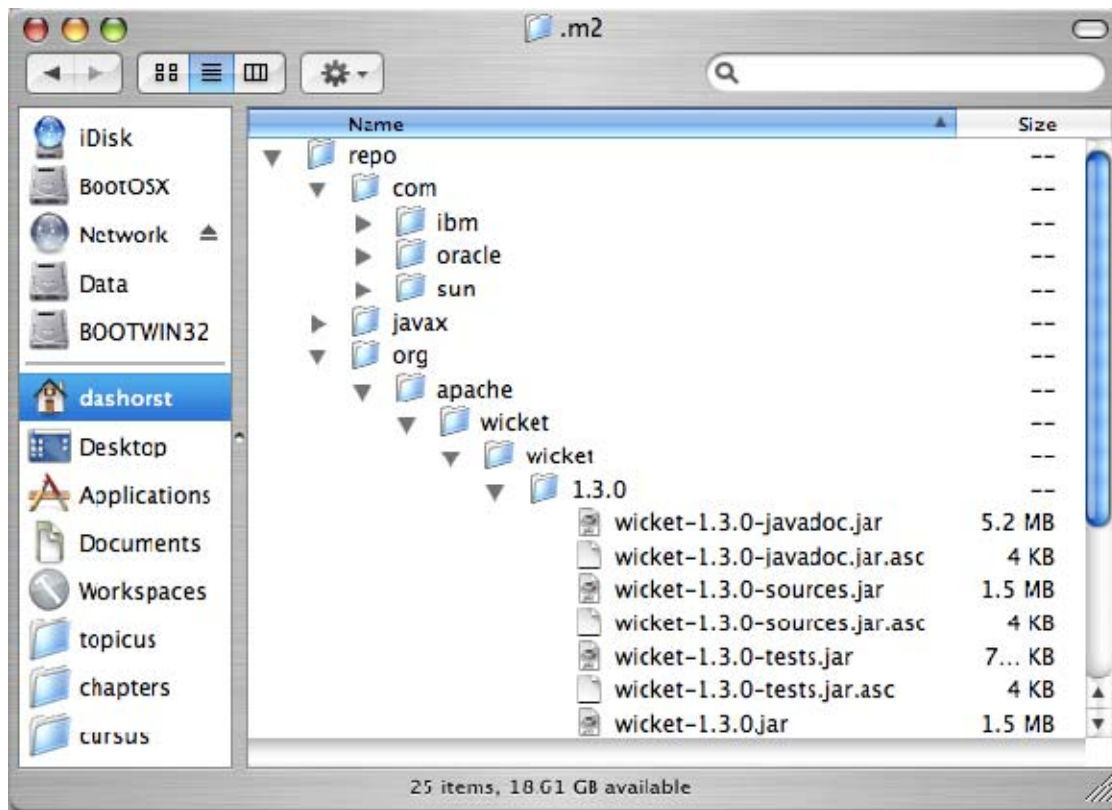 .m2
iDisk
BootOSX
Network
Data
BOOTWIN32
dashorst
Desktop
Applications
Documents
Workspaces
topicus
chapters
cursus
Name Size
repo --
com --
ibm --
oracle --
sun --
javax --
org --
apache --
wicket --
wicket --
1.3.0 --
wicket-1.3.0-javadoc.jar 5.2 MB
wicket-1.3.0-javadoc.jar.asc 4 KB
wicket-1.3.0-sources.jar 1.5 MB
wicket-1.3.0-sources.jar.asc 4 KB
wicket-1.3.0-tests.jar 7... KB
wicket-1.3.0-tests.jar.asc 4 KB
wicket-1.3.0.jar 1.5 MB
25 items, 18.61 GB available